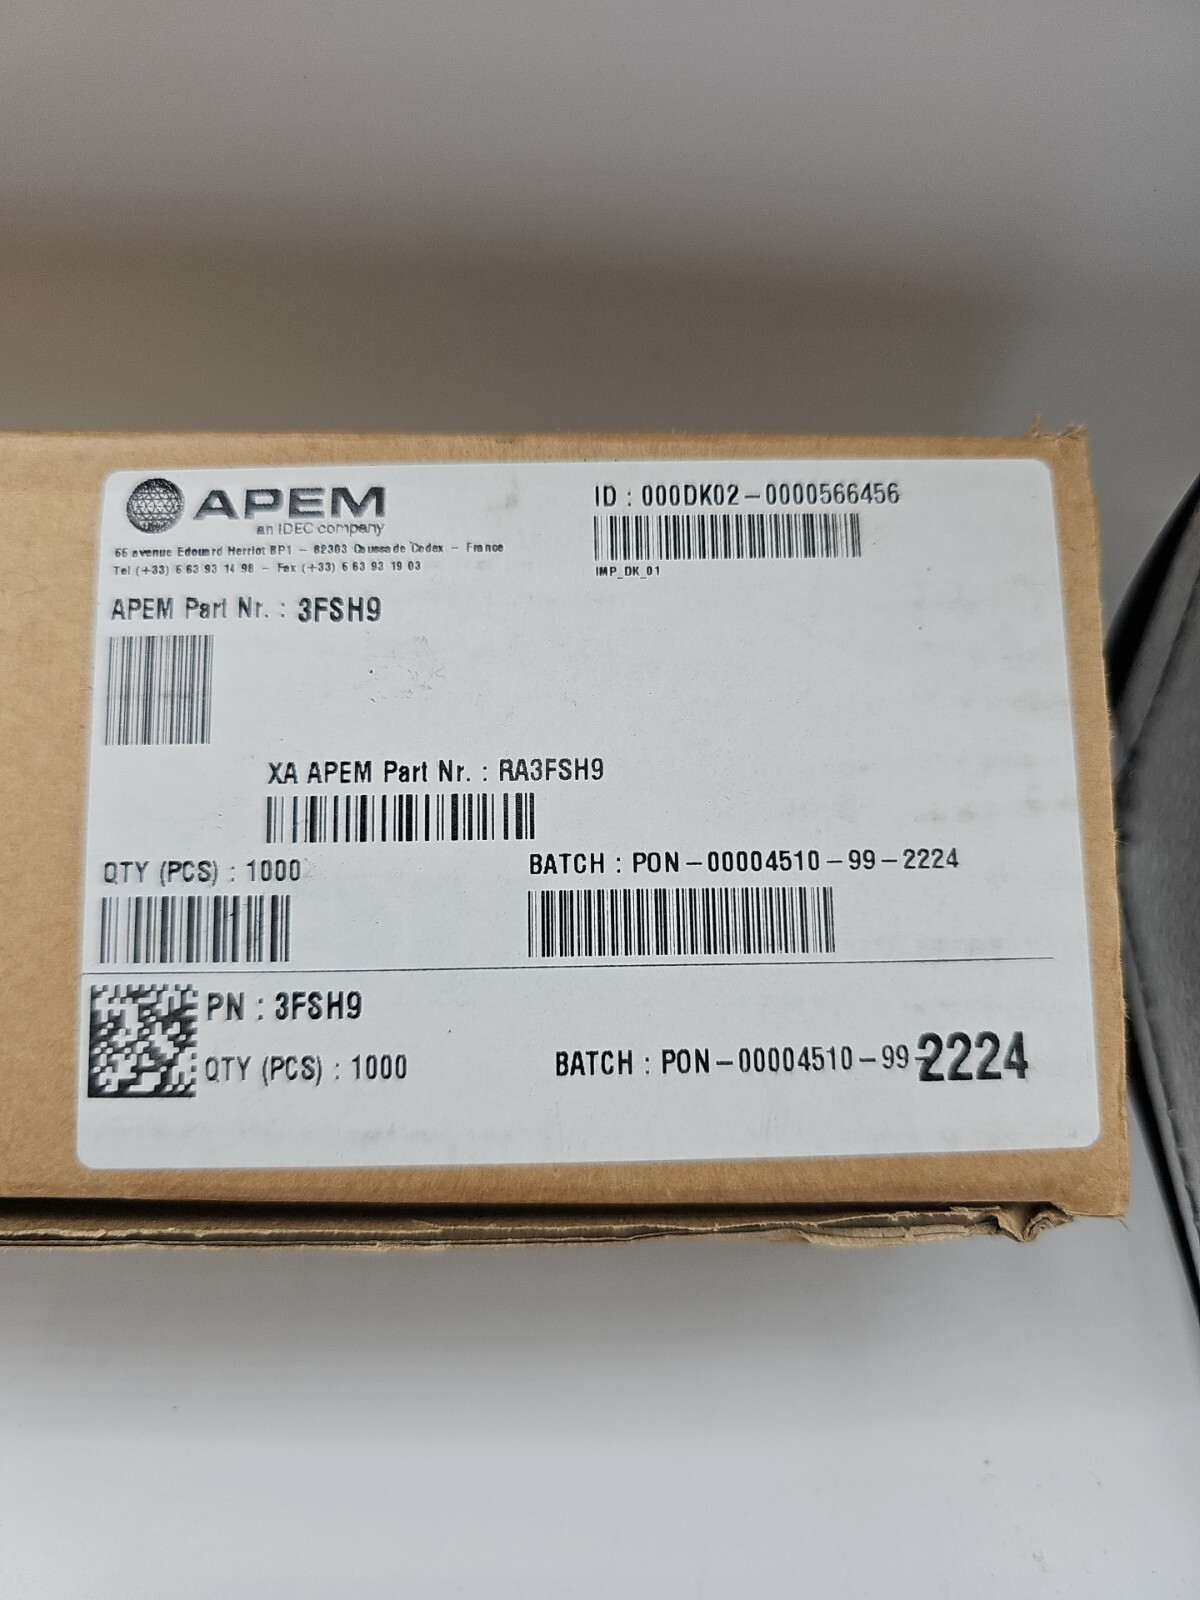 APEM
an IDEC company
55 avenue Edouard Herriot BP1 - 82303 Caussade Cedex - France
Tel (+33) 5 63 93 14 98 - Fax (+33) 5 63 93 19 03
ID : 000DK02-0000566456
IMP_DK_01
APEM Part Nr. : 3FSH9
XA APEM Part Nr. : RA3FSH9
QTY (PCS) : 1000
BATCH : PON-00004510-99-2224
PN : 3FSH9
QTY (PCS) : 1000
BATCH : PON-00004510-99-2224